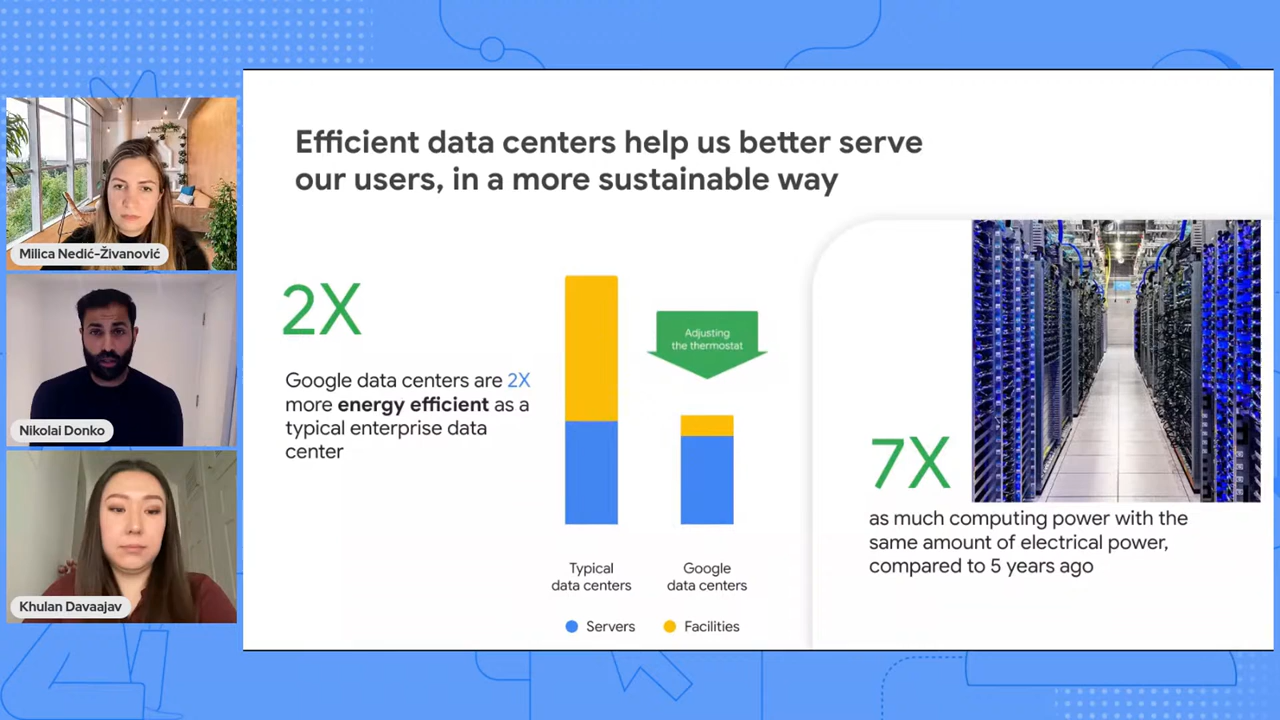 Efficient data centers help us better serve
our users, in a more sustainable way
Milica Nedić-Živanović
Nikolai Donko
Khulan Davaajav
2X
Google data centers are 2X
more energy efficient as a
typical enterprise data
center
Adjusting
the thermostat
Typical
data centers
Google
data centers
Servers
Facilities
7X
as much computing power with the
same amount of electrical power,
compared to 5 years ago